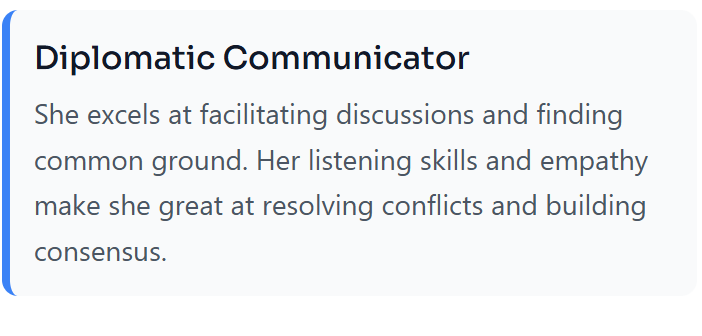 Diplomatic Communicator
She excels at facilitating discussions and finding
common ground. Her listening skills and empathy
make she great at resolving conflicts and building
consensus.